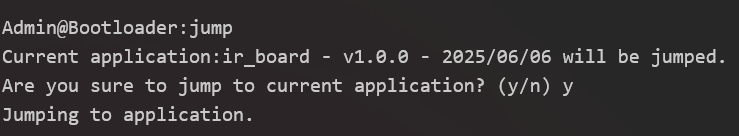 Admin@Bootloader:jump
Current application:ir_board - v1.0.0 - 2025/06/06 will be jumped.
Are you sure to jump to current application? (y/n) y
Jumping to application.